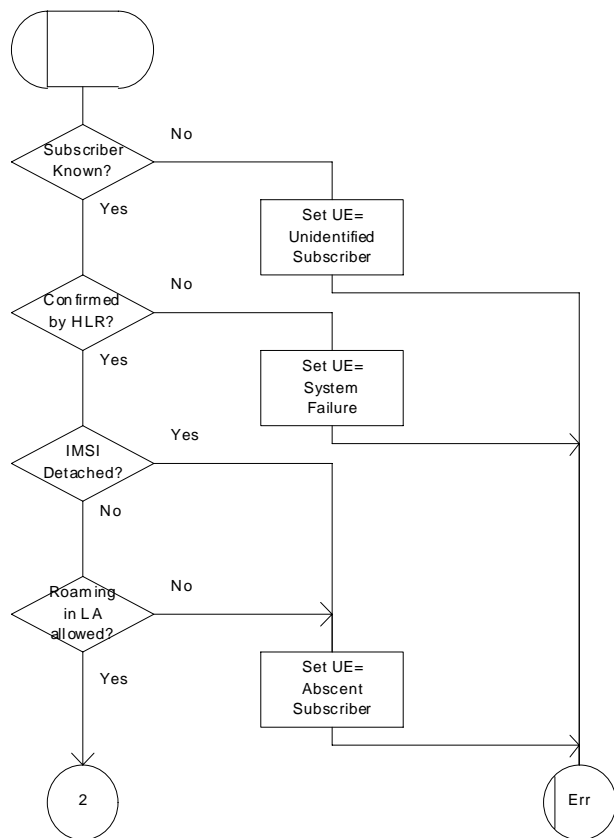 No
Subscriber
Known?
Yes
Set UE=
Unidentified
Subscriber
No
Confirmed
by HLR?
Yes
Set UE=
System
Failure
Yes
IMSI
Detached?
No
No
Roaming
in LA
allowed?
Yes
Set UE=
Abscent
Subscriber
2
Err